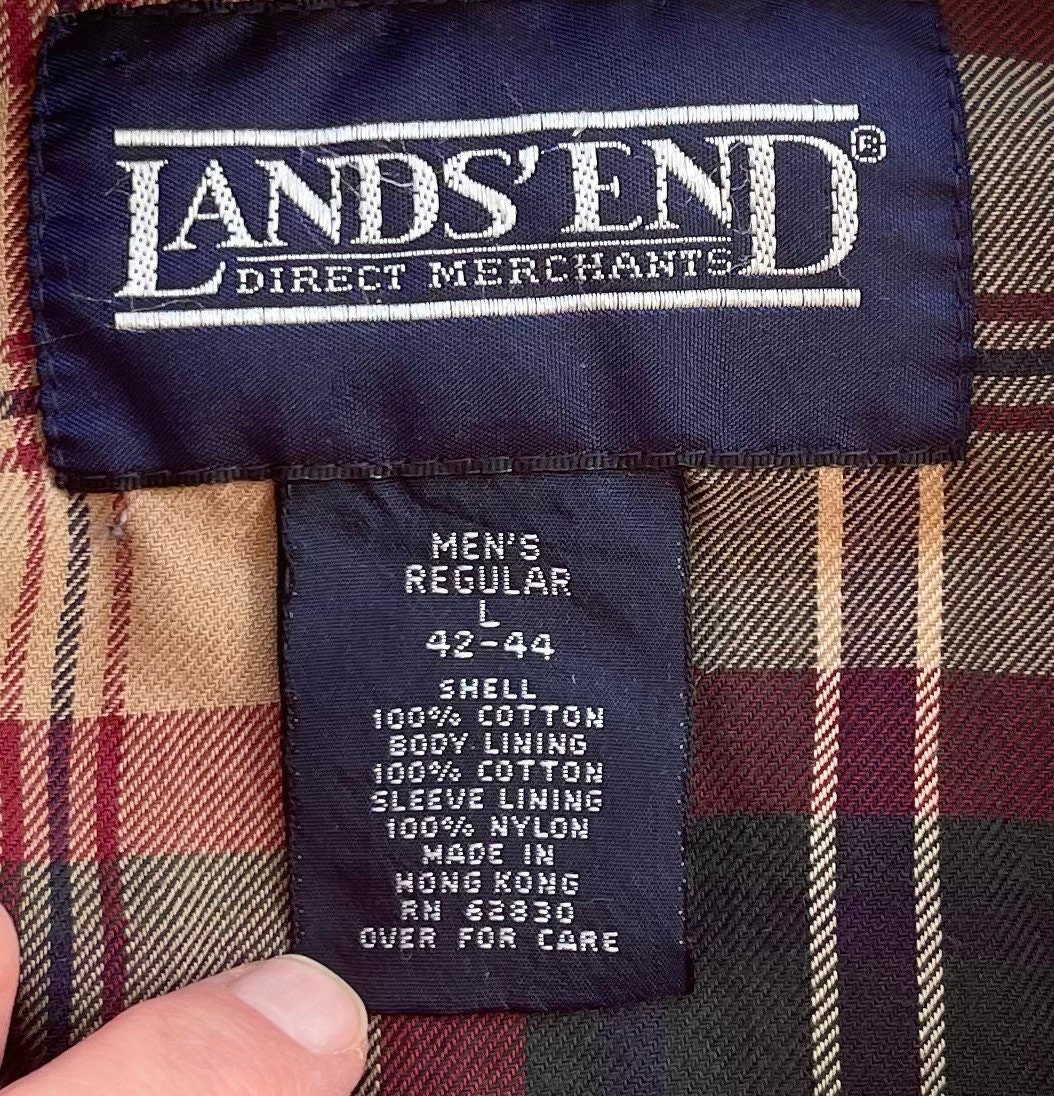 LANDS' END®
DIRECT MERCHANTS
MEN'S
REGULAR
L
42-44
SHELL
100% COTTON
BODY LINING
100% COTTON
SLEEVE LINING
100% NYLON
MADE IN
HONG KONG
RN 62830
OVER FOR CARE